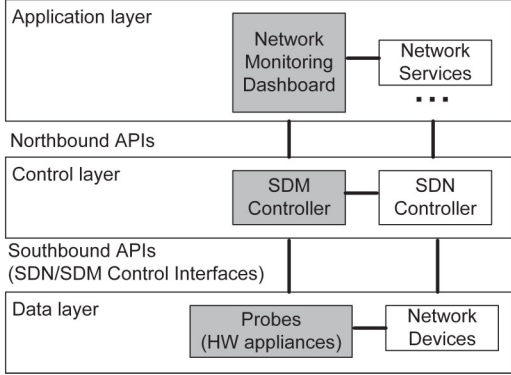 Application layer
Network
Monitoring
Dashboard
Network
Services
...
Northbound APIs
Control layer
SDM
Controller
SDN
Controller
Southbound APIs
(SDN/SDM Control Interfaces)
Data layer
Probes
(HW appliances)
Network
Devices